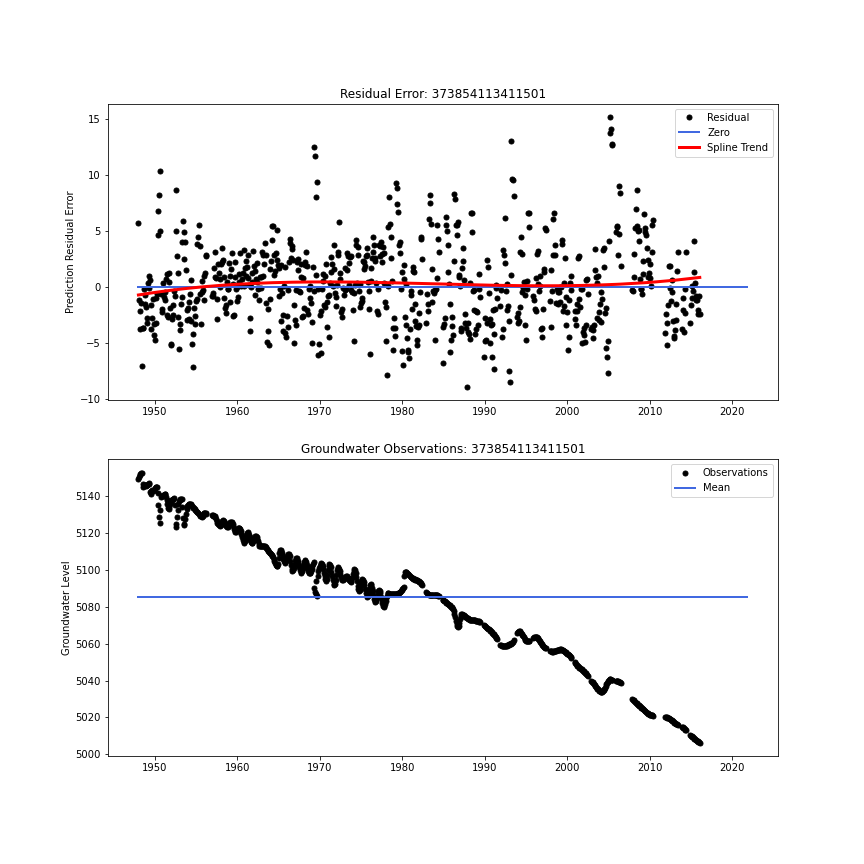 Residual Error: 373854113411501
Prediction Residual Error
15
10
5
0
−5
−10
Residual
Zero
Spline Trend
1950 1960 1970 1980 1990 2000 2010 2020
Groundwater Observations: 373854113411501
Groundwater Level
5140
5120
5100
5080
5060
5040
5020
5000
Observations
Mean
1950 1960 1970 1980 1990 2000 2010 2020